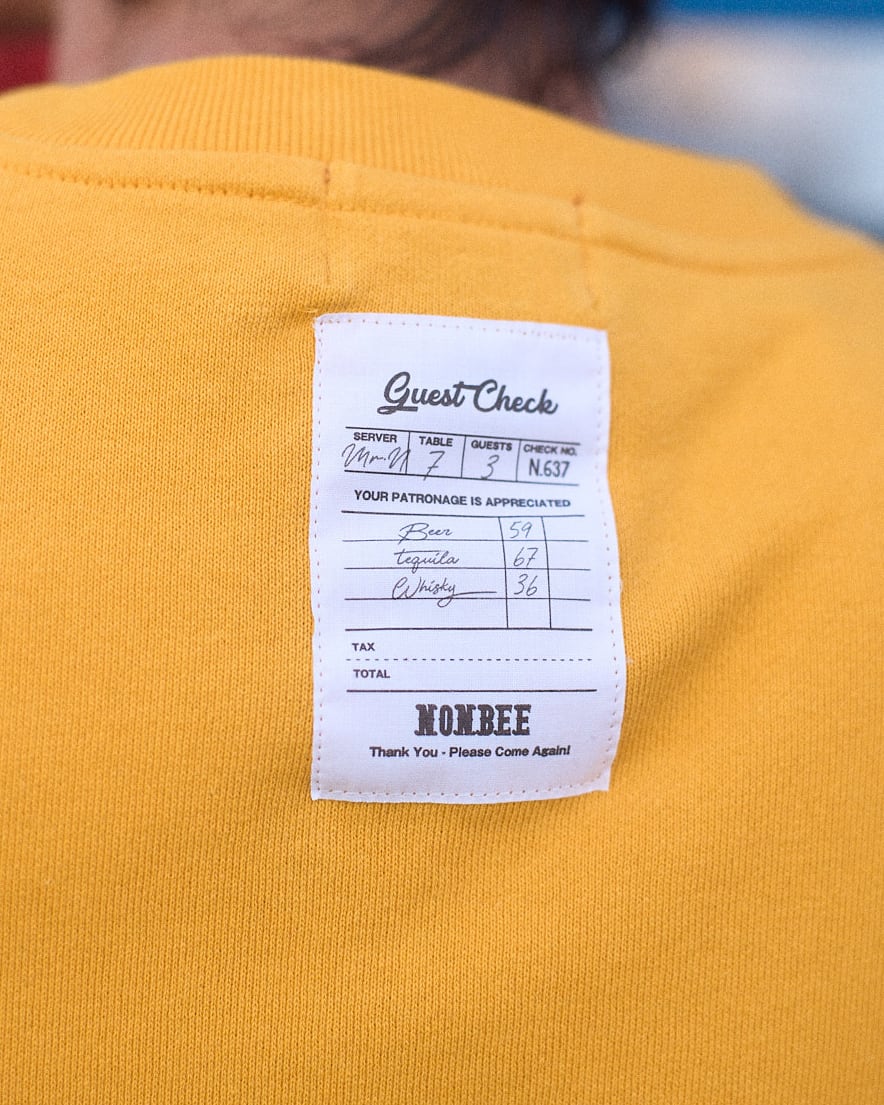 Guest Check
SERVER TABLE GUESTS CHECK NO.
Mr.N 7 3 N.637
YOUR PATRONAGE IS APPRECIATED
Beer 59
tequila 67
Whisky 36
TAX
TOTAL
NONBEE
Thank You - Please Come Again!